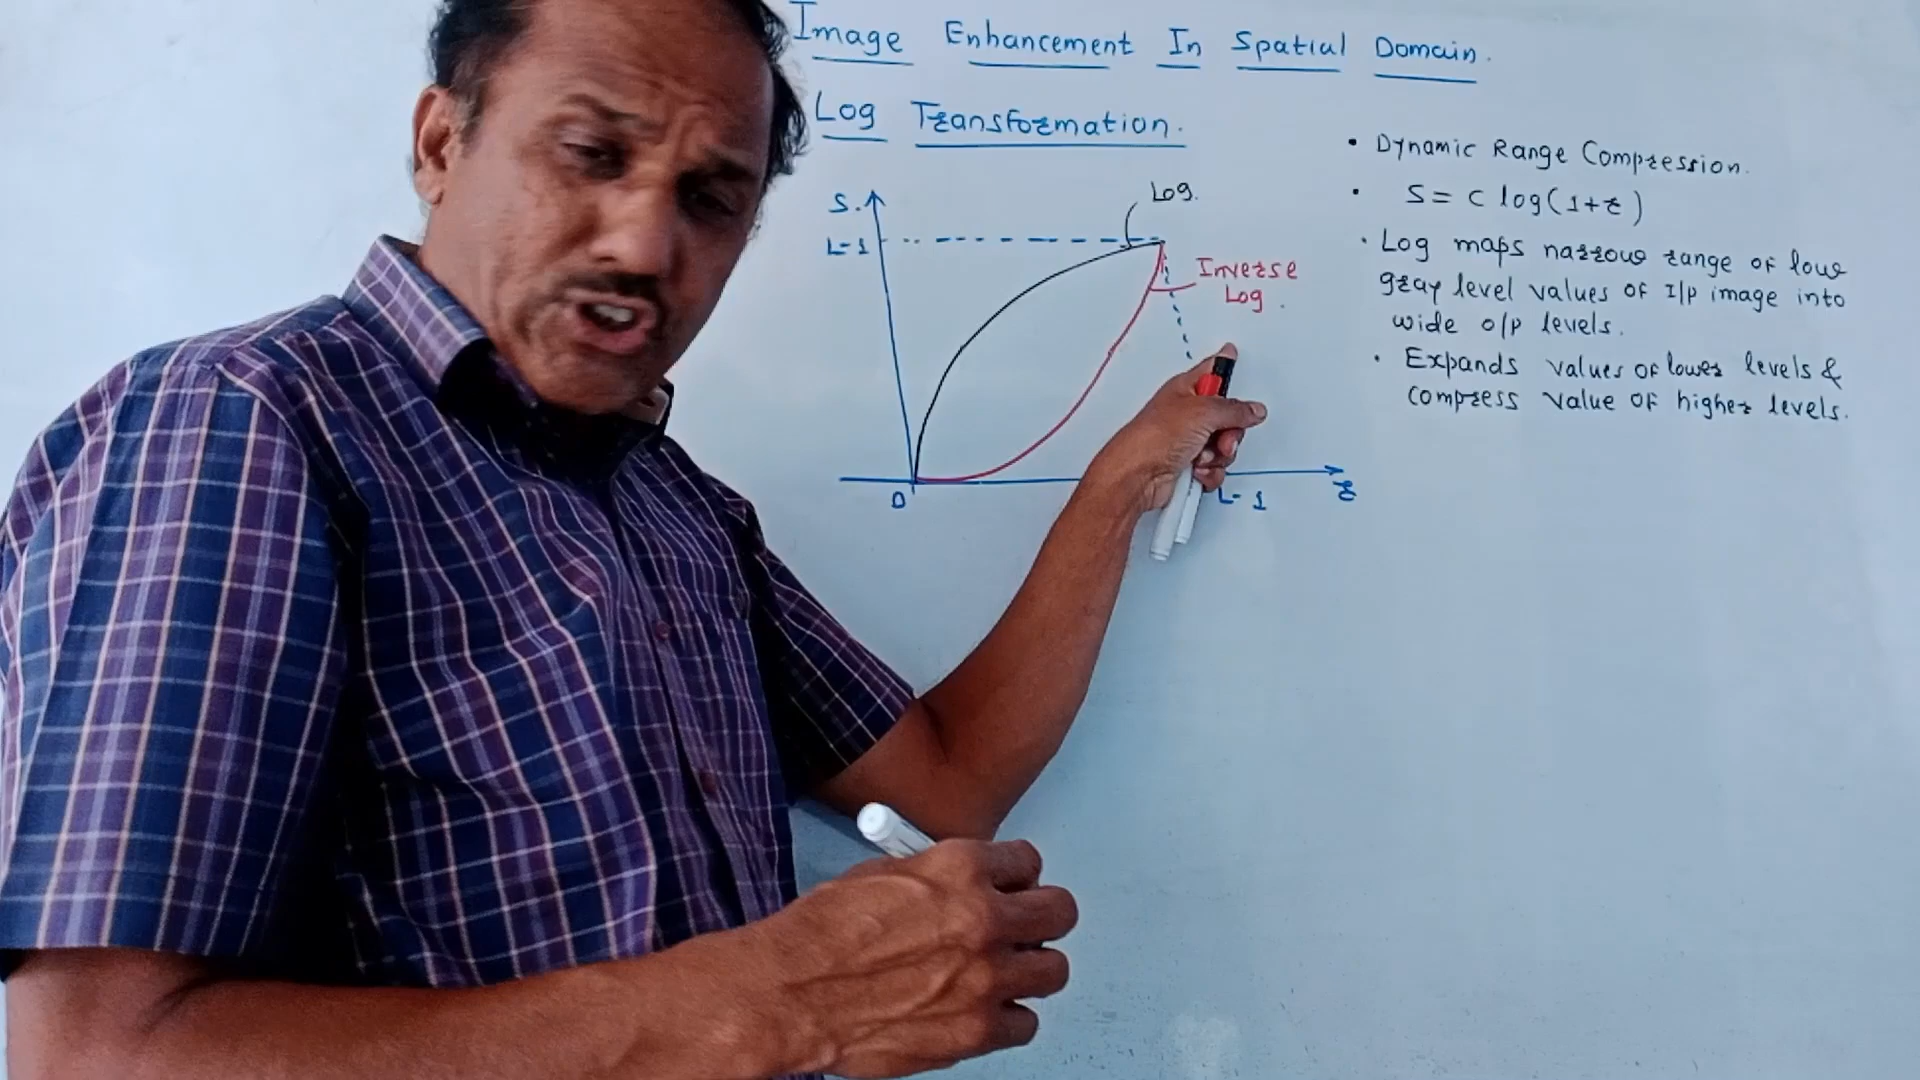 Image Enhancement In Spatial Domain.
Log Transformation.
S.
L-1
Log.
Inverse
Log.
0
L-1
r
• Dynamic Range Compression.
• S = C log(1+r)
• Log maps narrow range of low
gray level values of I/P image into
wide o/p levels.
• Expands values of lower levels &
compress value of higher levels.